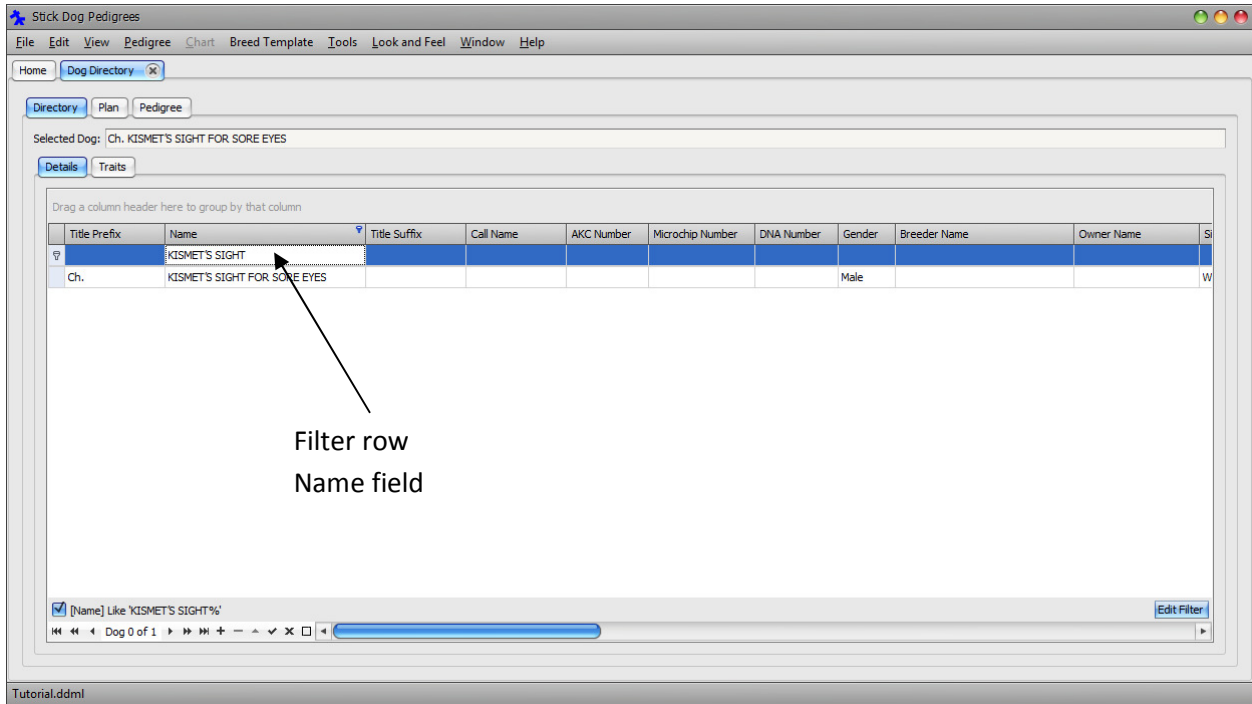 Stick Dog Pedigrees
File Edit View Pedigree Chart Breed Template Tools Look and Feel Window Help
Home Dog Directory
Directory Plan Pedigree
Selected Dog: Ch. KISMET'S SIGHT FOR SORE EYES
Details Traits
Drag a column header here to group by that column
Title Prefix Name Title Suffix Call Name AKC Number Microchip Number DNA Number Gender Breeder Name Owner Name Si
KISMET'S SIGHT
Ch. KISMET'S SIGHT FOR SORE EYES Male W
Filter row
Name field
[Name] Like 'KISMET'S SIGHT%' Edit Filter
Dog 0 of 1
Tutorial.ddml